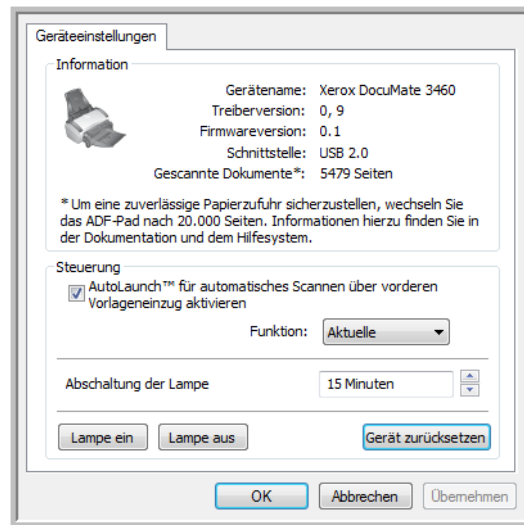 Geräteeinstellungen
Information
Gerätename: Xerox DocuMate 3460
Treiberversion: 0, 9
Firmwareversion: 0.1
Schnittstelle: USB 2.0
Gescannte Dokumente*: 5479 Seiten
* Um eine zuverlässige Papierzufuhr sicherzustellen, wechseln Sie
das ADF-Pad nach 20.000 Seiten. Informationen hierzu finden Sie in
der Dokumentation und dem Hilfesystem.
Steuerung
AutoLaunch™ für automatisches Scannen über vorderen
Vorlageneinzug aktivieren
Funktion: Aktuelle
Abschaltung der Lampe 15 Minuten
Lampe ein Lampe aus Gerät zurücksetzen
OK Abbrechen Übernehmen